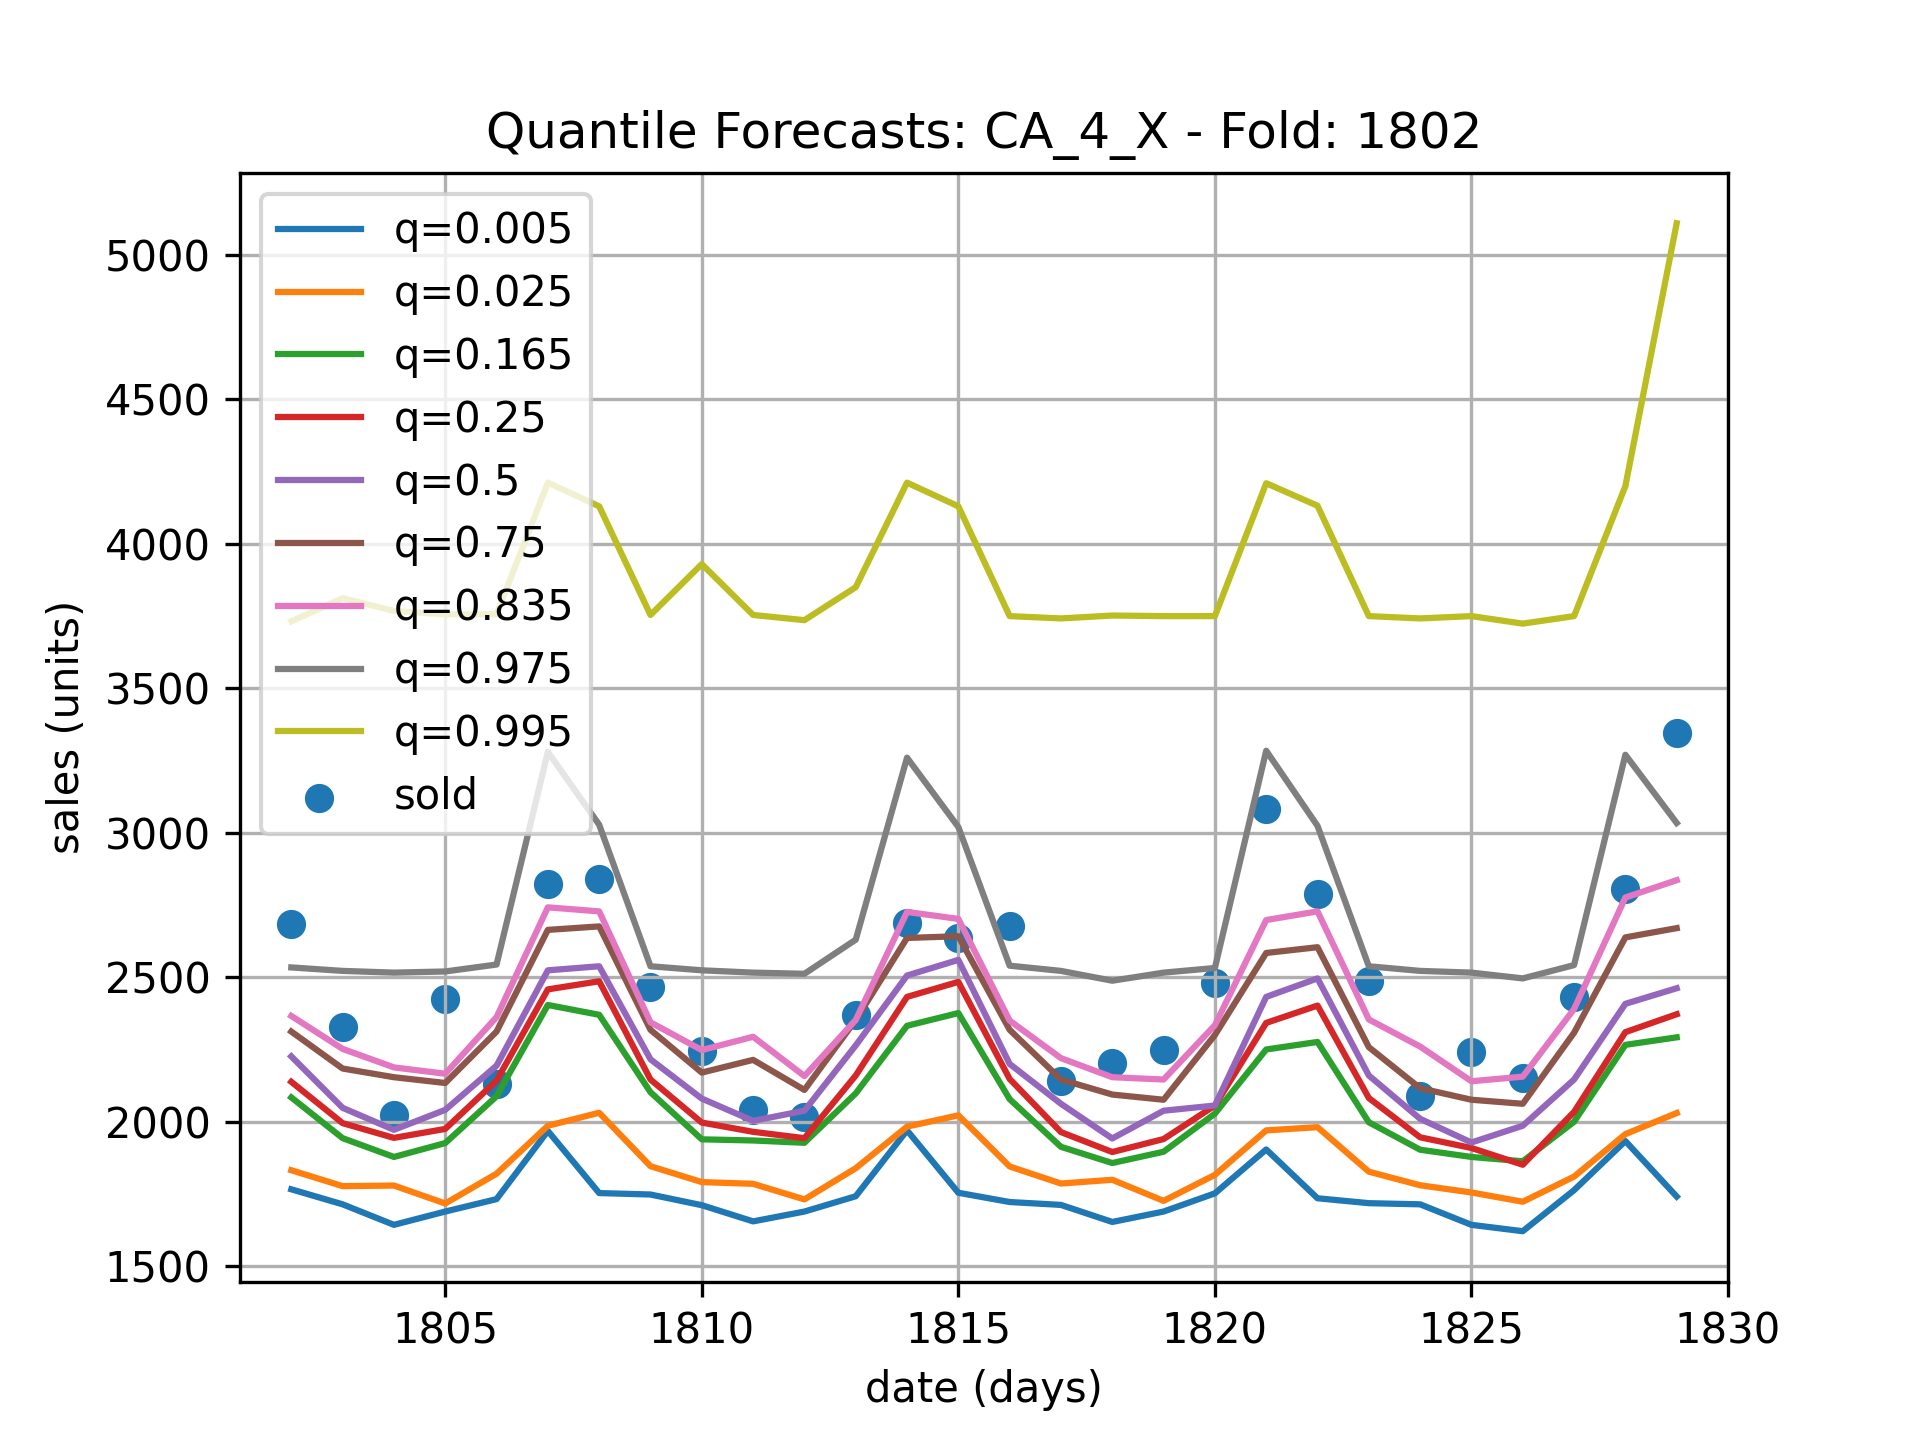 Quantile Forecasts: CA_4_X - Fold: 1802
q=0.005
q=0.025
q=0.165
q=0.25
q=0.5
q=0.75
q=0.835
q=0.975
q=0.995
sold
sales (units)
5000
4500
4000
3500
3000
2500
2000
1500
1805 1810 1815 1820 1825 1830
date (days)